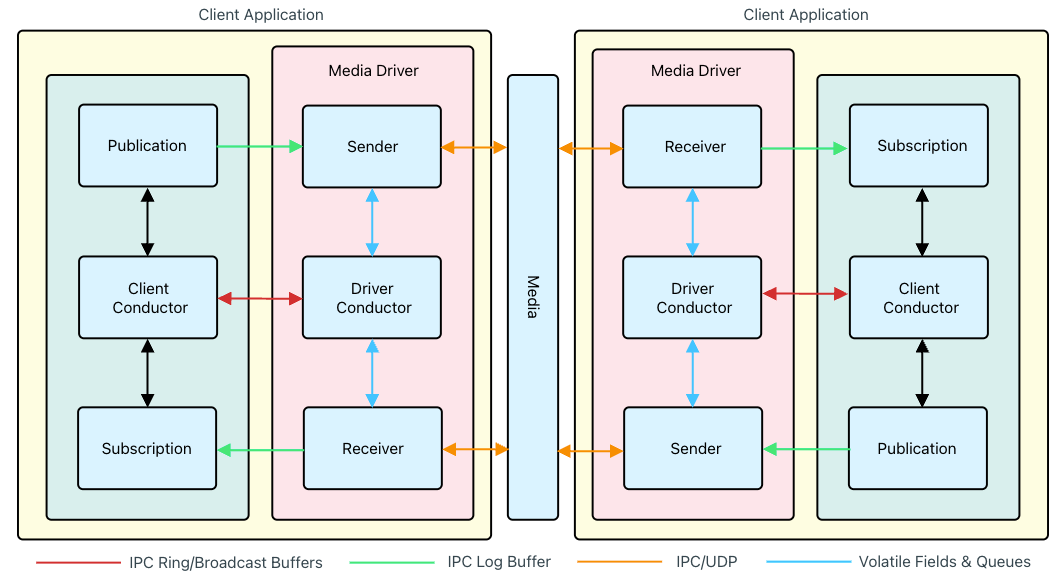 Client Application
Client Application
Media Driver
Media Driver
Publication
Sender
Receiver
Subscription
Client
Conductor
Driver
Conductor
Media
Driver
Conductor
Client
Conductor
Subscription
Receiver
Sender
Publication
IPC Ring/Broadcast Buffers
IPC Log Buffer
IPC/UDP
Volatile Fields & Queues